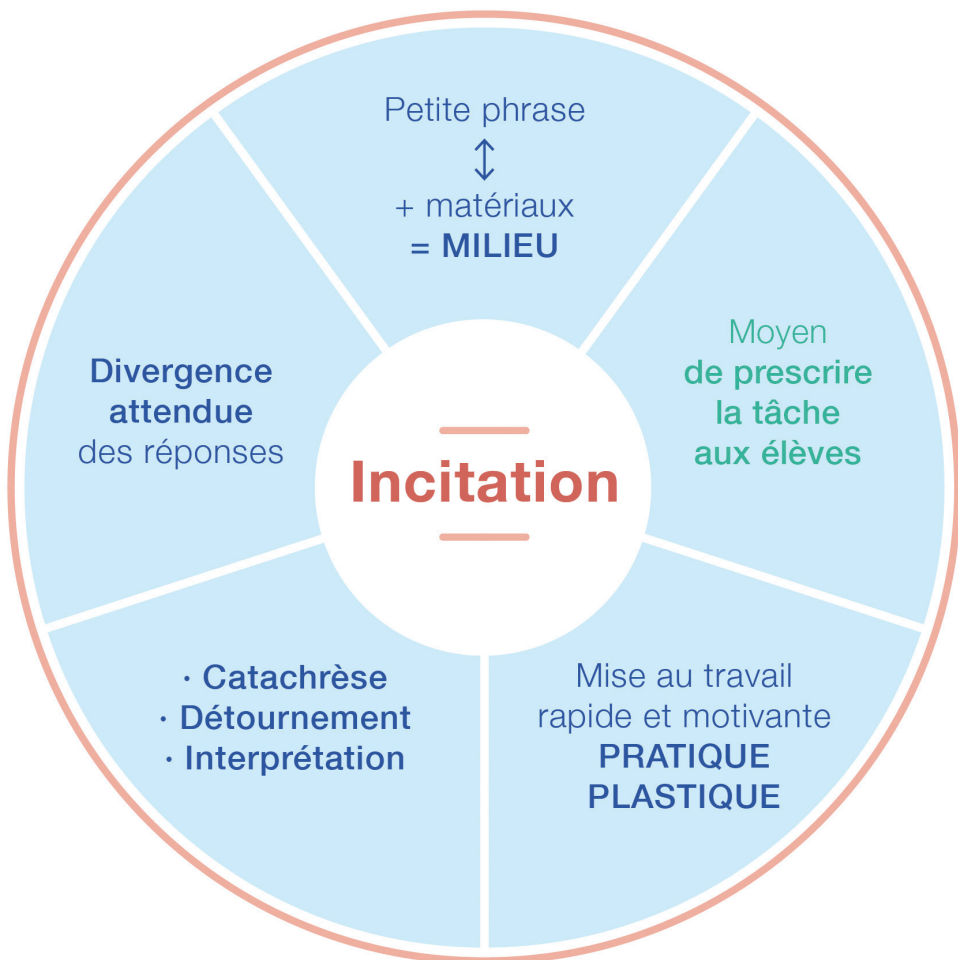 Petite phrase
↕
+ matériaux
= MILIEU
Moyen
de prescrire
la tâche
aux élèves
Divergence
attendue
des réponses
Incitation
· Catachrèse
· Détournement
· Interprétation
Mise au travail
rapide et motivante
PRATIQUE
PLASTIQUE